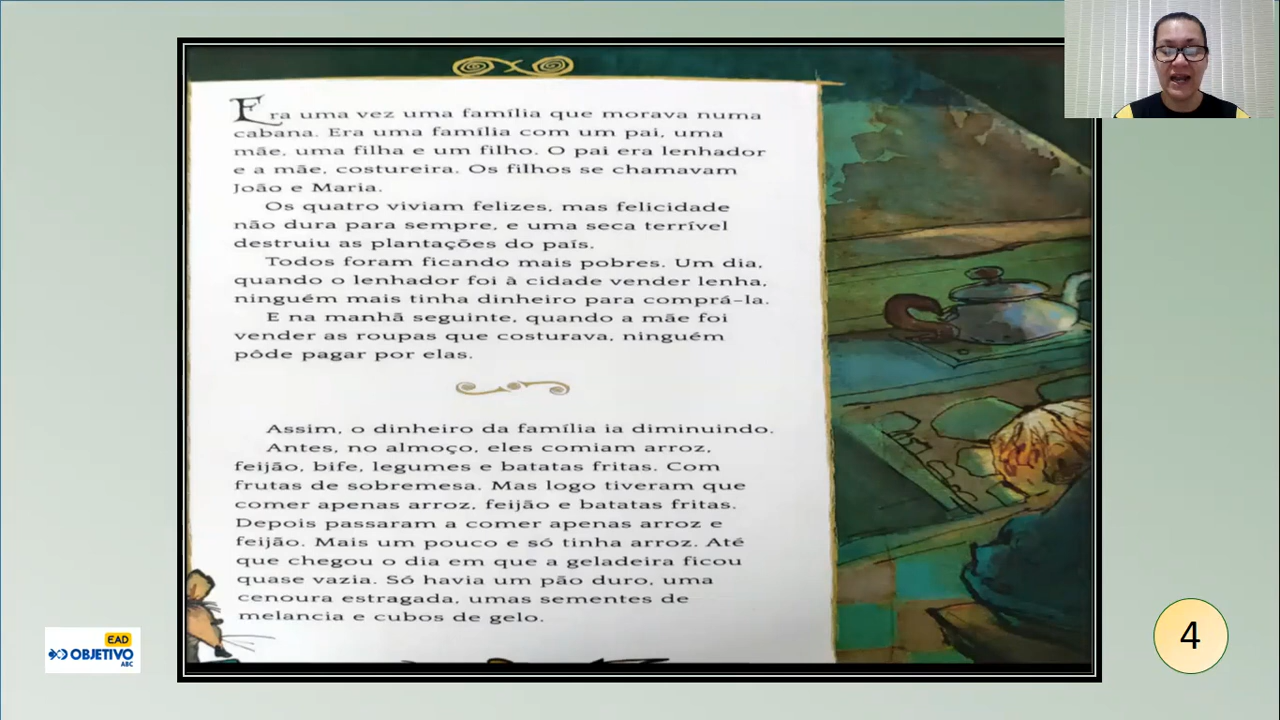 Era uma vez uma família que morava numa
cabana. Era uma família com um pai, uma
mãe, uma filha e um filho. O pai era lenhador
e a mãe, costureira. Os filhos se chamavam
João e Maria.
Os quatro viviam felizes, mas felicidade
não dura para sempre, e uma seca terrível
destruiu as plantações do país.
Todos foram ficando mais pobres. Um dia,
quando o lenhador foi à cidade vender lenha,
ninguém mais tinha dinheiro para comprá-la.
E na manhã seguinte, quando a mãe foi
vender as roupas que costurava, ninguém
pôde pagar por elas.
Assim, o dinheiro da família ia diminuindo.
Antes, no almoço, eles comiam arroz,
feijão, bife, legumes e batatas fritas. Com
frutas de sobremesa. Mas logo tiveram que
comer apenas arroz, feijão e batatas fritas.
Depois passaram a comer apenas arroz e
feijão. Mais um pouco e só tinha arroz. Até
que chegou o dia em que a geladeira ficou
quase vazia. Só havia um pão duro, uma
cenoura estragada, umas sementes de
melancia e cubos de gelo.
EAD
OBJETIVO
ABC
4